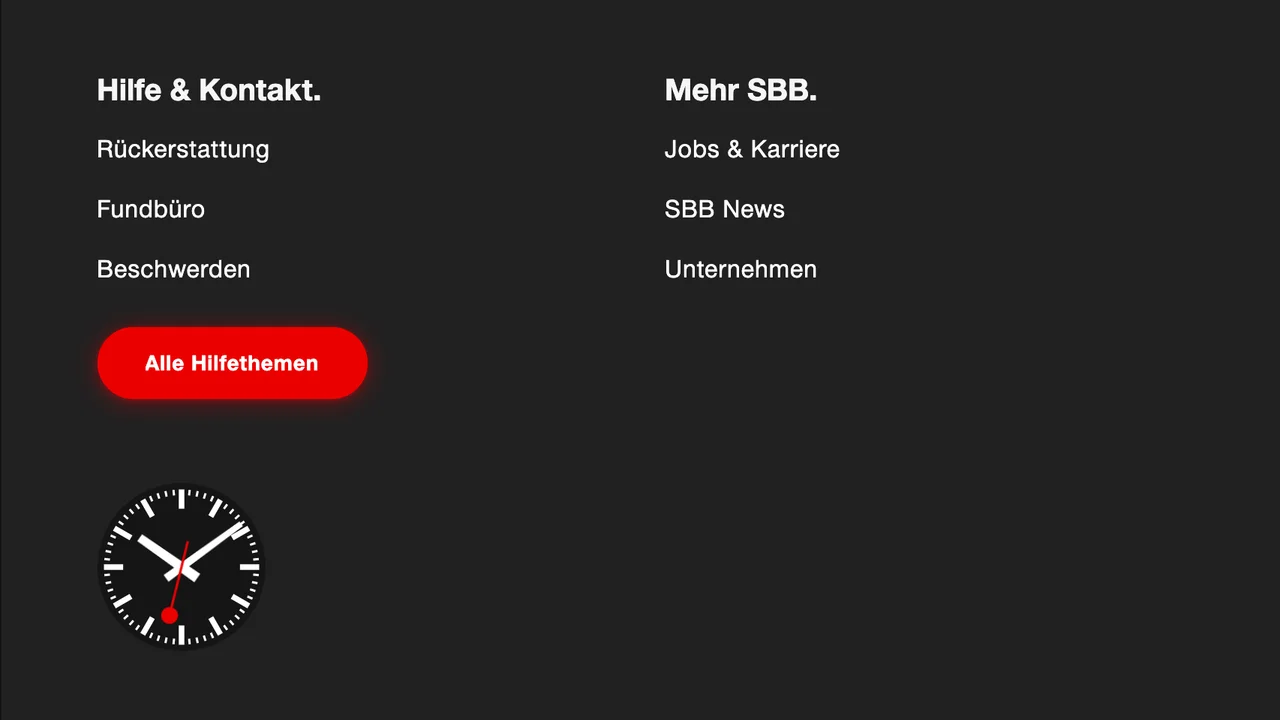 Hilfe & Kontakt.
Rückerstattung
Fundbüro
Beschwerden
Alle Hilfethemen
Mehr SBB.
Jobs & Karriere
SBB News
Unternehmen